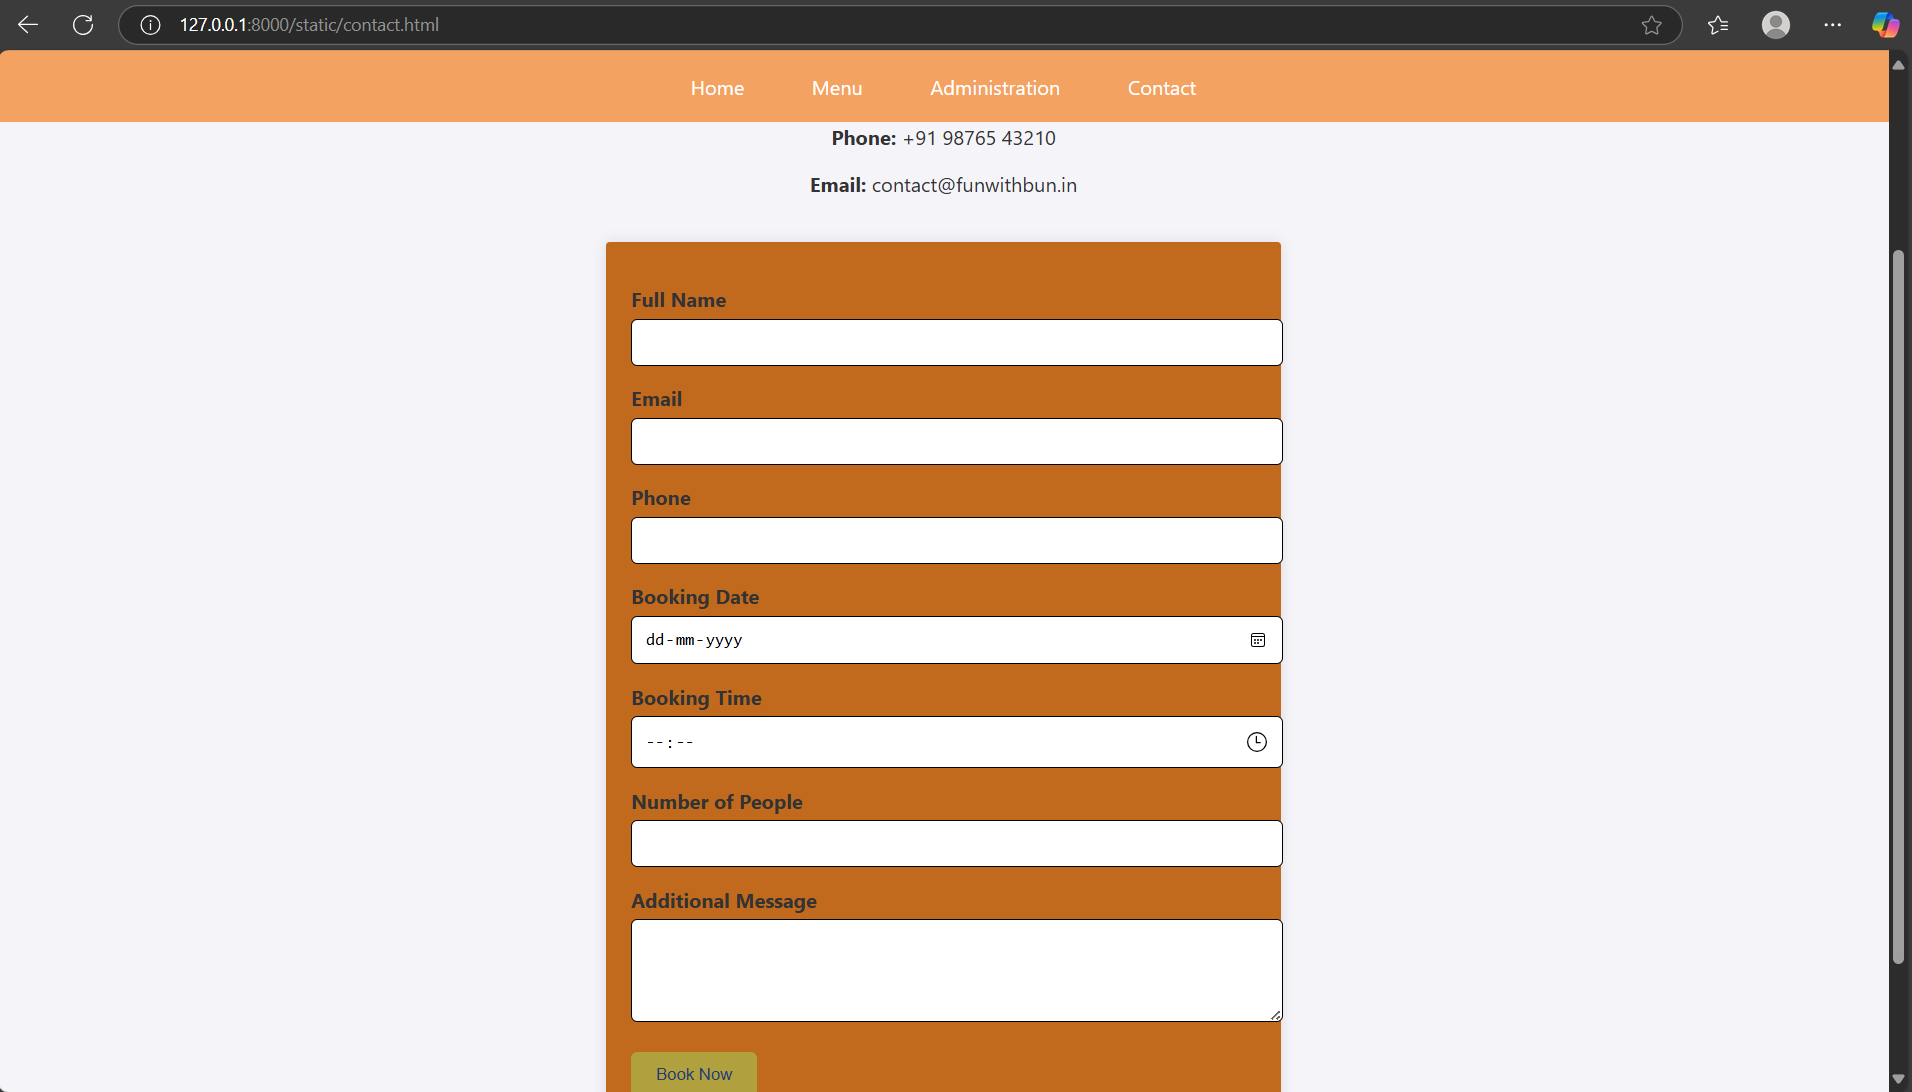 127.0.0.1:8000/static/contact.html
Home Menu Administration Contact
Phone: +91 98765 43210
Email: contact@funwithbun.in
Full Name
Email
Phone
Booking Date
dd-mm-yyyy
Booking Time
--:--
Number of People
Additional Message
Book Now